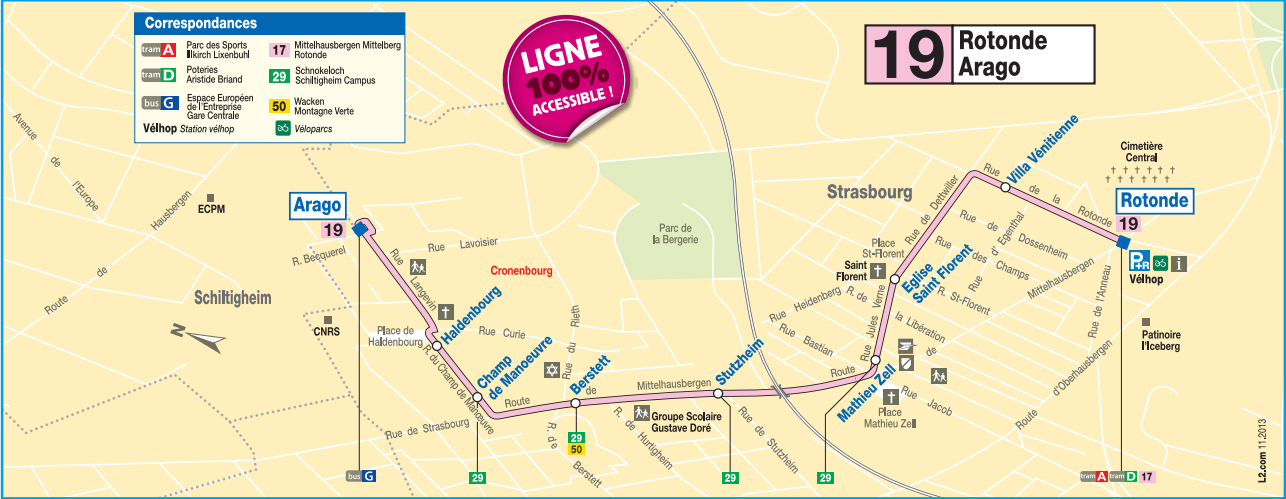 Correspondances
tram A Parc des Sports
Illkirch Lixenbuhl
tram D Poteries
Aristide Briand
bus G Espace Européen
de l'Entreprise
Gare Centrale
Vélhop Station vélhop
17 Mittelhausbergen Mittelberg
Rotonde
29 Schnokeloch
Schiltigheim Campus
50 Wacken
Montagne Verte
Véloparcs
LIGNE
100%
ACCESSIBLE !
19 Rotonde
Arago
Avenue de l'Europe
Route de Hausbergen
ECPM
Schiltigheim
N
CNRS
Arago
19
R. Becquerel
Rue Lavoisier
Rue Langevin
Cronenbourg
Place de
Haldenbourg
Haldenbourg
Rue Curie
R. du Champ de Manœuvre
Champ
de Manoeuvre
Rue du Rieth
Berstett
Rue de Strasbourg
Route de Mittelhausbergen
R. de Berstett
R. de Hurtigheim
Groupe Scolaire
Gustave Doré
Stutzheim
Rue de Stutzheim
Parc de
la Bergerie
Strasbourg
Rue de Dettwiller
Villa Vénitienne
Rue de la Rotonde
Cimetière
Central
Rotonde
19
P+R
i
Vélhop
Patinoire
l'Iceberg
Rue de Dossenheim
Rue d'Egenthal
Rue des Champs
Mittelhausbergen
R. St-Florent
Place
St-Florent
Saint
Florent
Eglise
Saint Florent
Rue Heidenberg
R. de la Libération
Rue Jules Verne
Rue Bastian
Route de
Mathieu Zell
Place
Mathieu Zell
Rue Jacob
Route d'Oberhausbergen
Rue de l'Anneau
bus G
29
29
50
29
29
tram A tram D 17
L2.com 11.2013